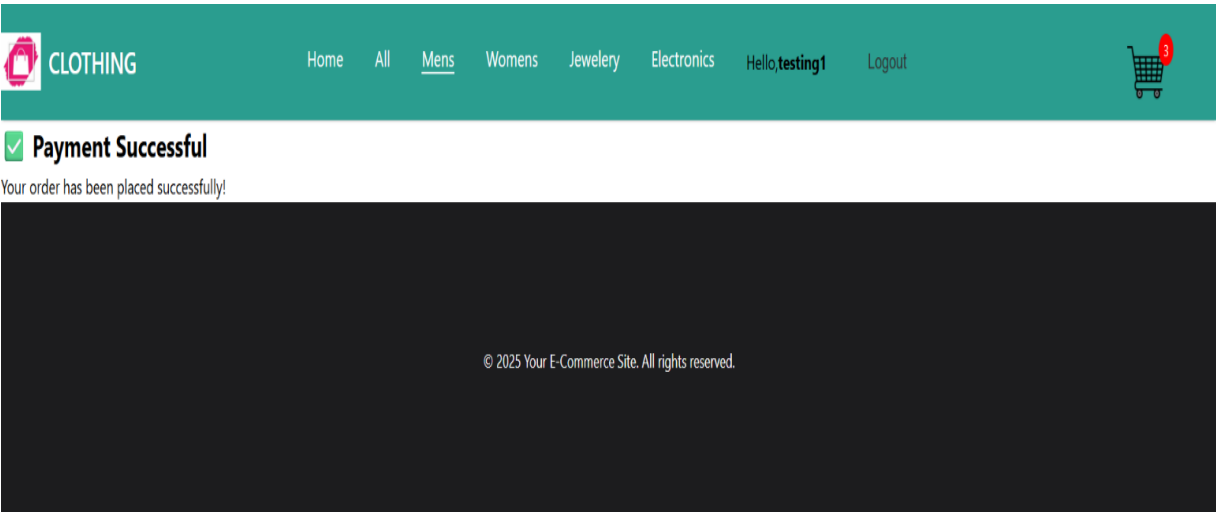 CLOTHING Home All Mens Womens Jewelery Electronics Hello,testing1 Logout 3
Payment Successful
Your order has been placed successfully!
© 2025 Your E-Commerce Site. All rights reserved.